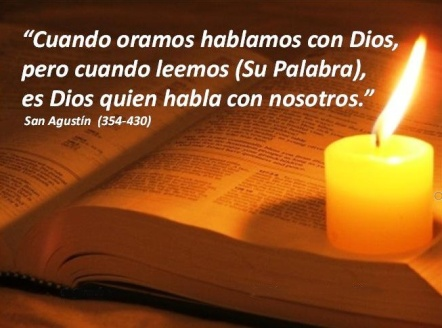 “Cuando oramos hablamos con Dios,
pero cuando leemos (Su Palabra),
es Dios quien habla con nosotros.”
San Agustín (354-430)